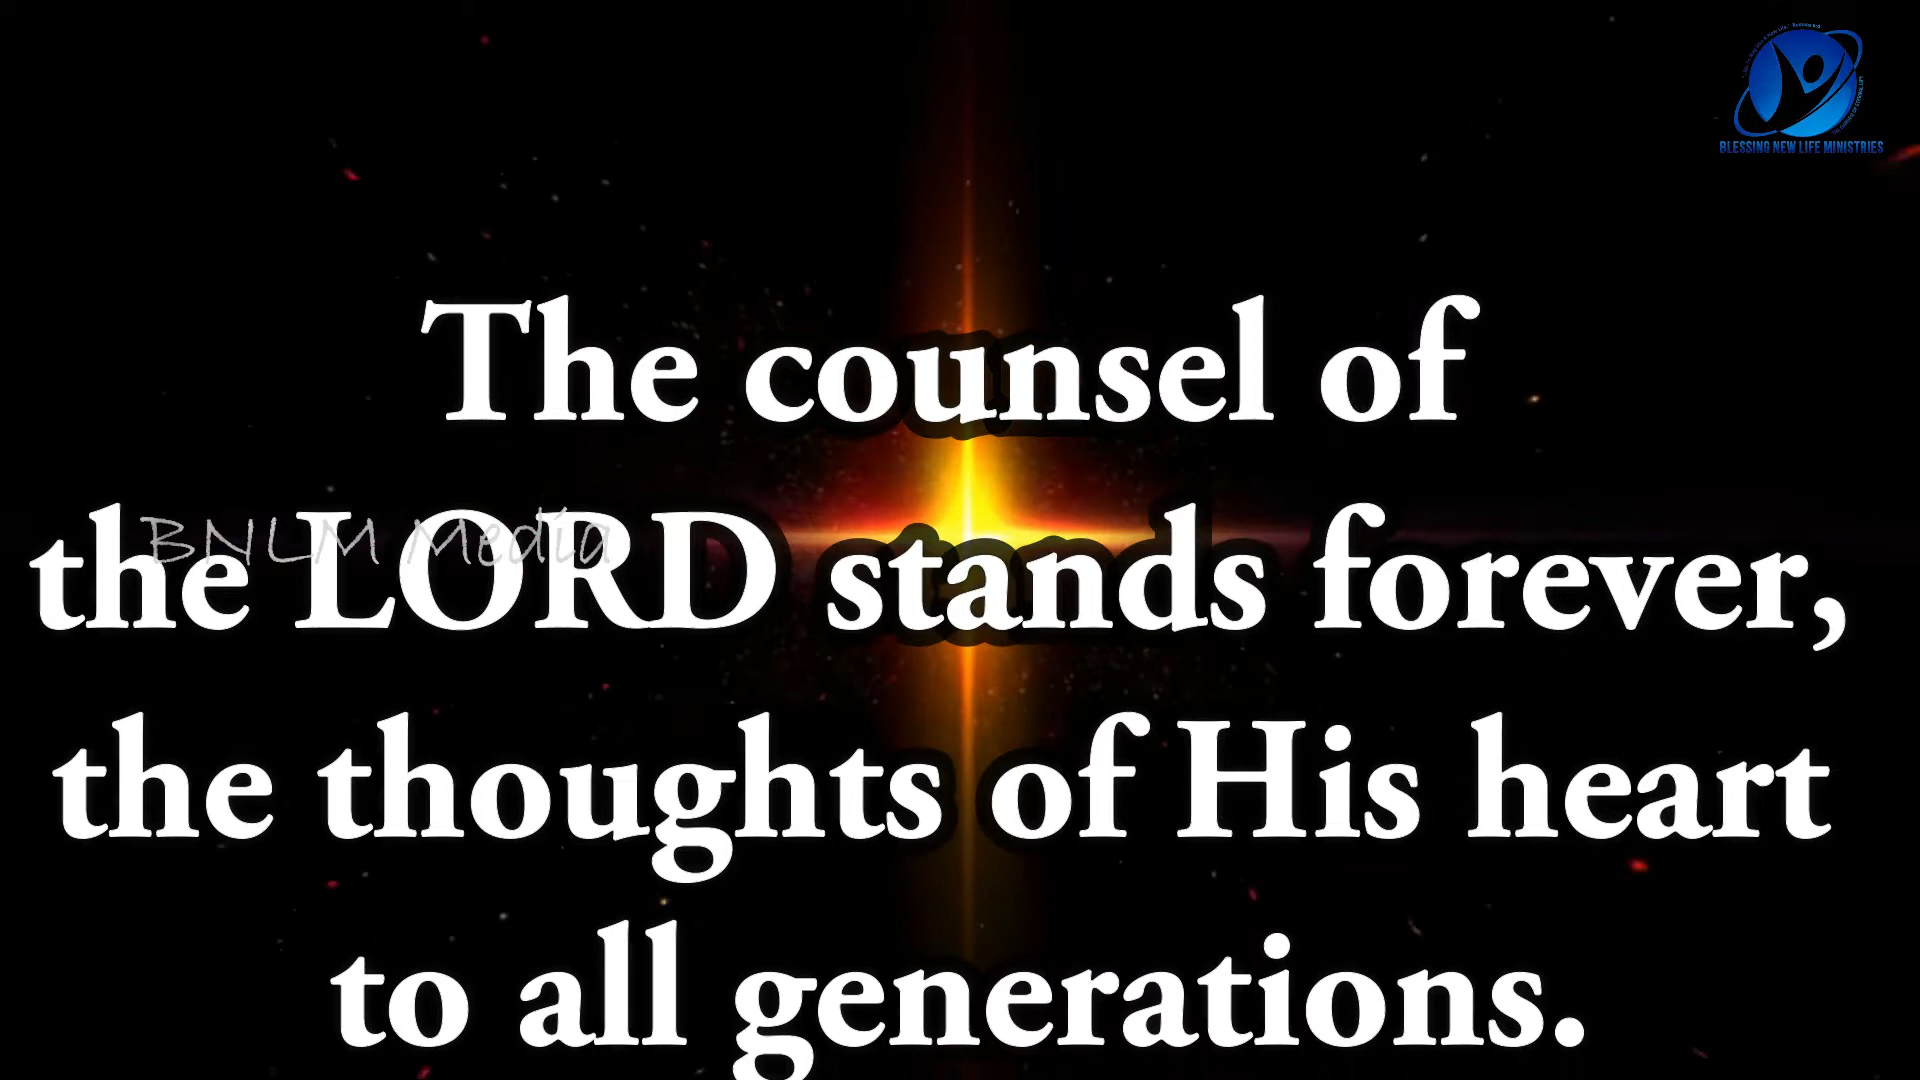 BLESSING NEW LIFE MINISTRIES
The counsel of
the LORD stands forever,
BNLM Media
the thoughts of His heart
to all generations.